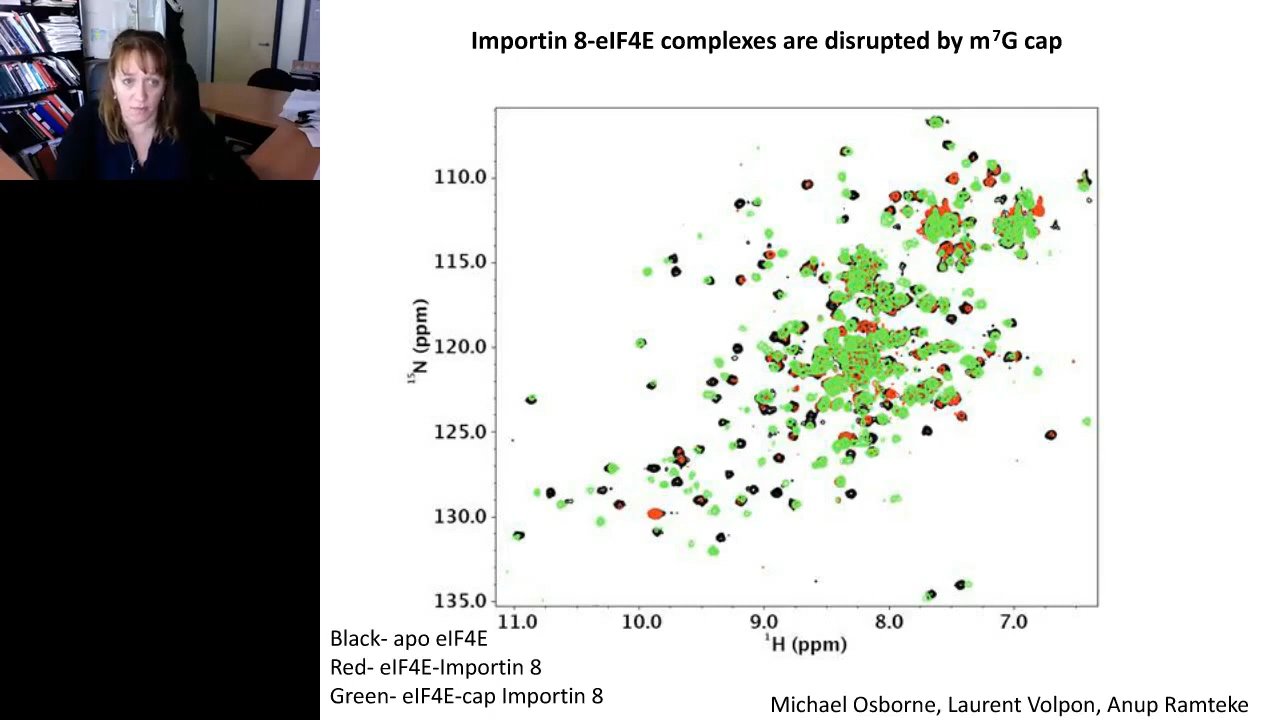 Importin 8-eIF4E complexes are disrupted by m⁷G cap
110.0
115.0
120.0
125.0
130.0
135.0
¹⁵N (ppm)
11.0 10.0 9.0 8.0 7.0
¹H (ppm)
Black- apo eIF4E
Red- eIF4E-Importin 8
Green- eIF4E-cap Importin 8
Michael Osborne, Laurent Volpon, Anup Ramteke